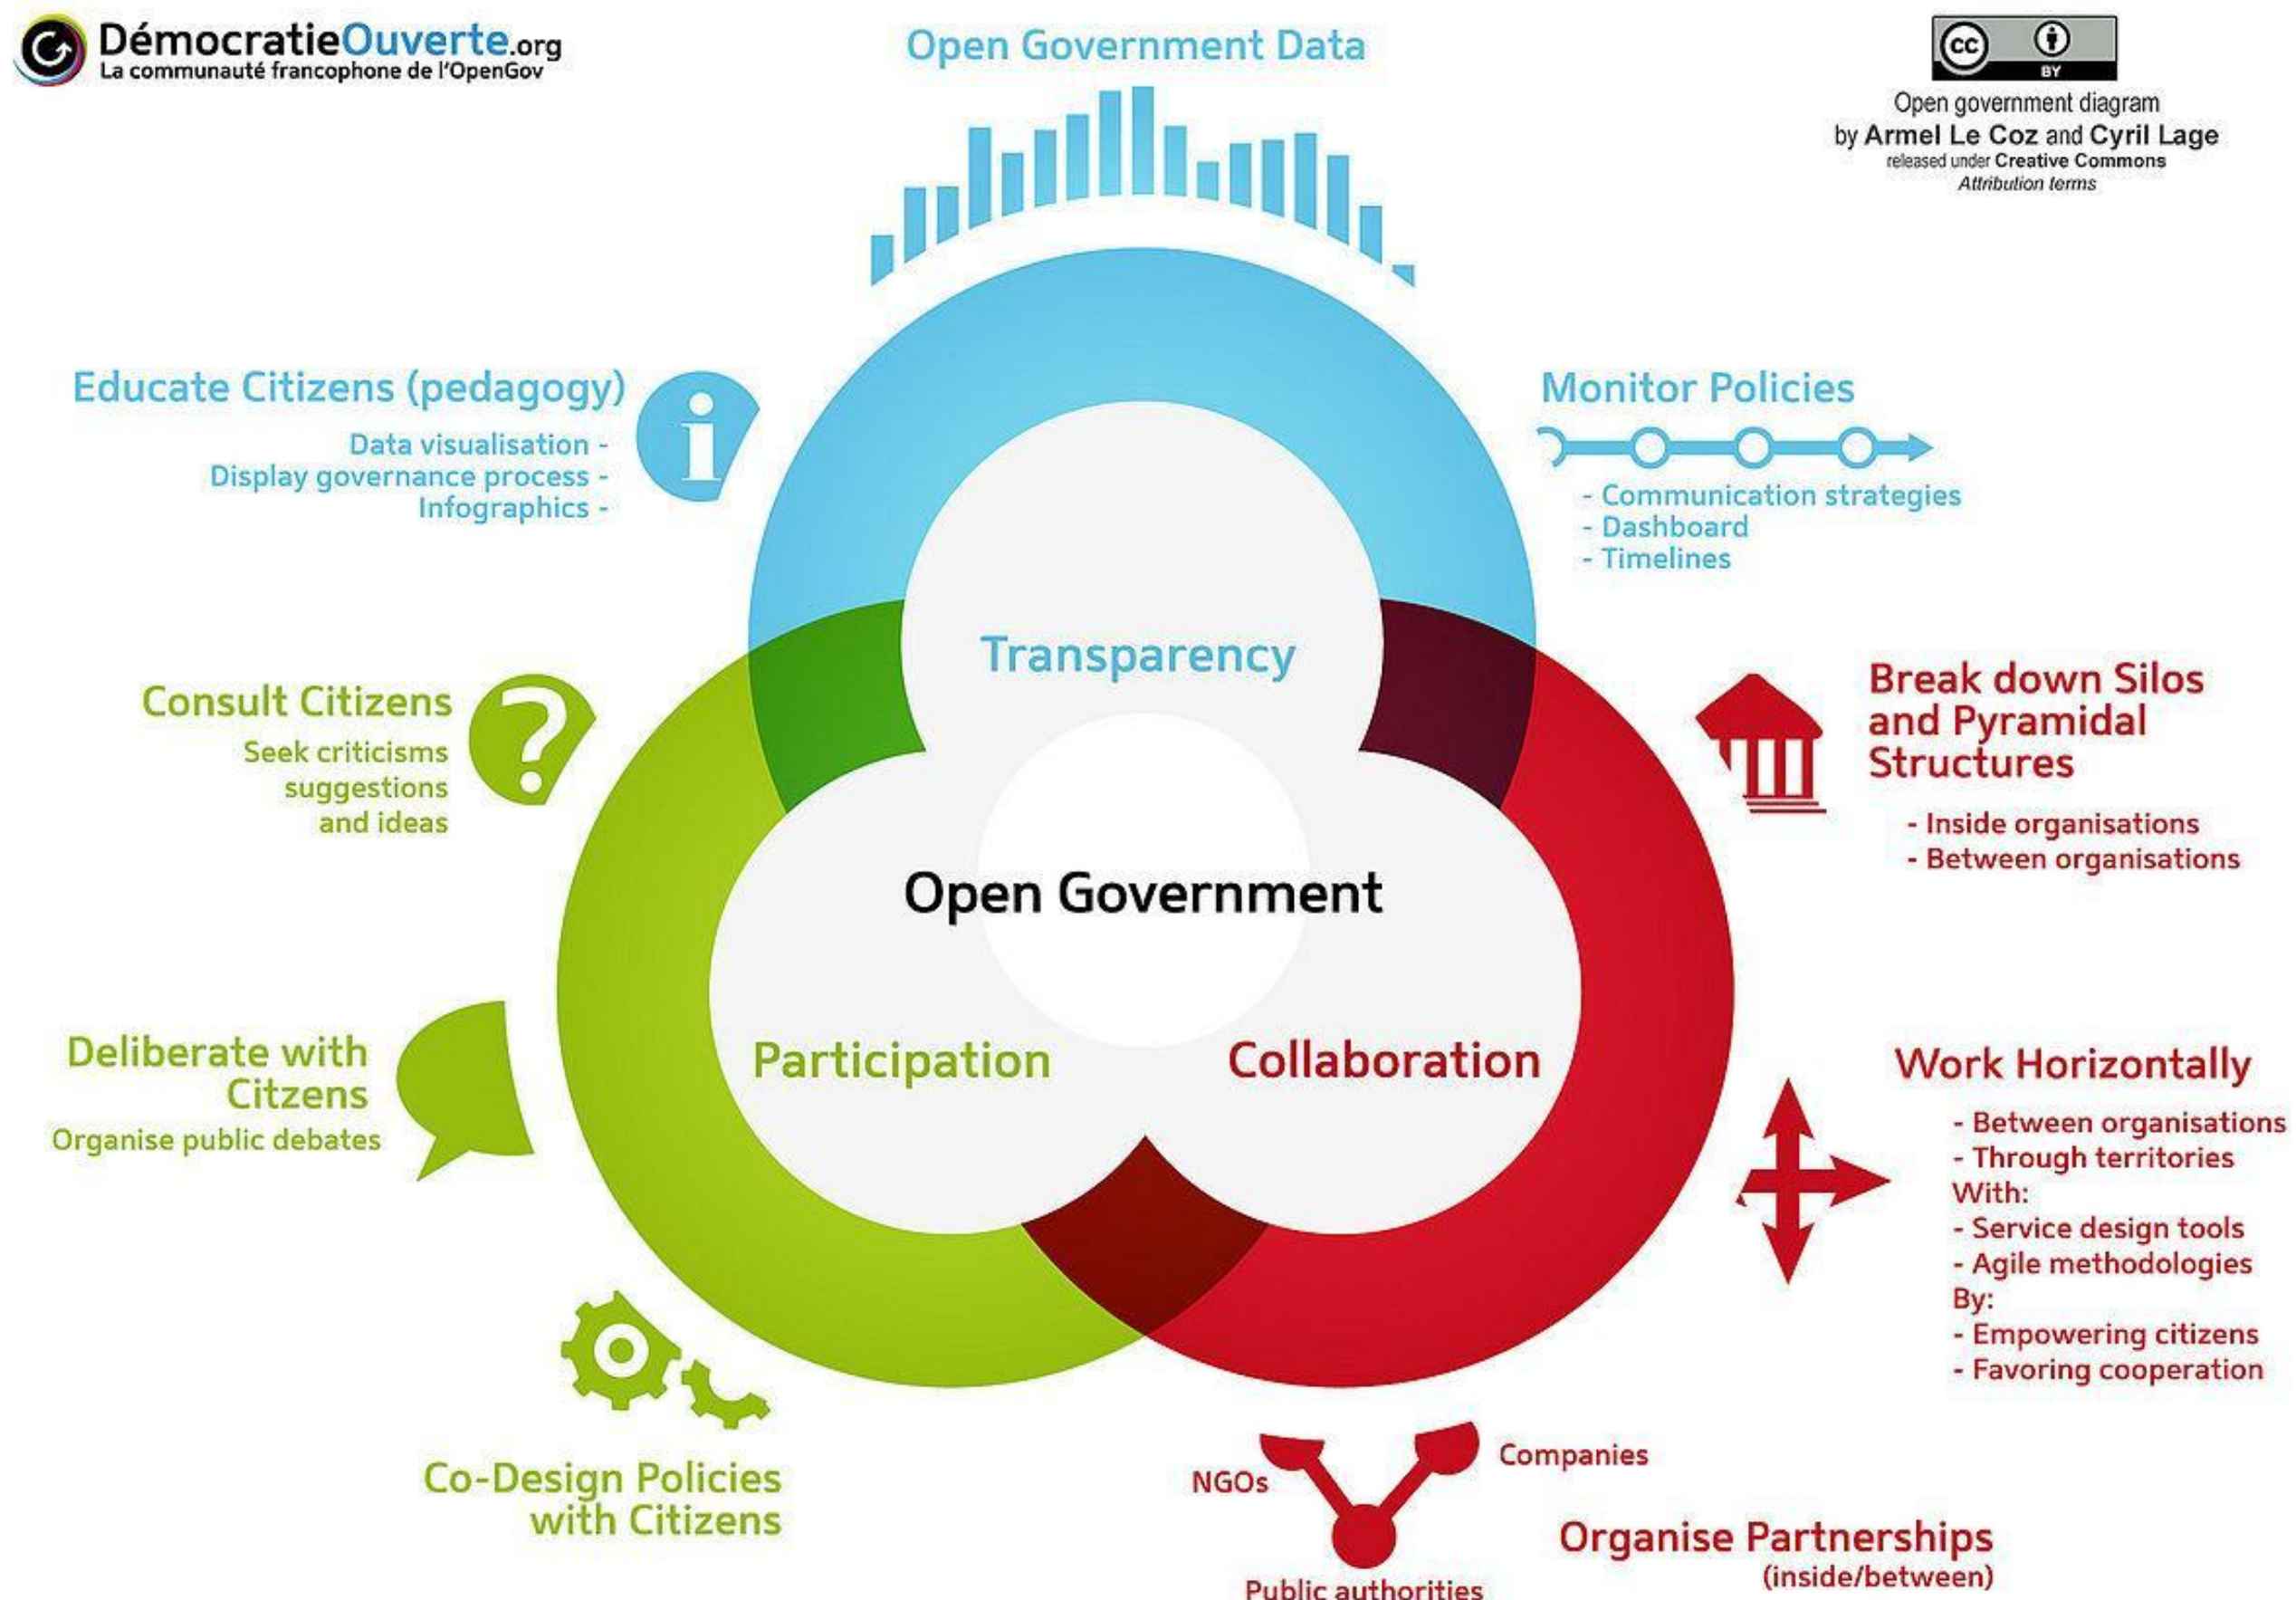 DémocratieOuverte.org
La communauté francophone de l'OpenGov
cc
BY
Open government diagram
by Armel Le Coz and Cyril Lage
released under Creative Commons
Attribution terms
Open Government Data
Educate Citizens (pedagogy)
Data visualisation -
Display governance process -
Infographics -
i
Monitor Policies
- Communication strategies
- Dashboard
- Timelines
Transparency
Consult Citizens
Seek criticisms
suggestions
and ideas
?
Break down Silos
and Pyramidal
Structures
- Inside organisations
- Between organisations
Open Government
Participation
Collaboration
Deliberate with
Citzens
Organise public debates
Work Horizontally
- Between organisations
- Through territories
With:
- Service design tools
- Agile methodologies
By:
- Empowering citizens
- Favoring cooperation
Co-Design Policies
with Citizens
NGOs
Companies
Public authorities
Organise Partnerships
(inside/between)